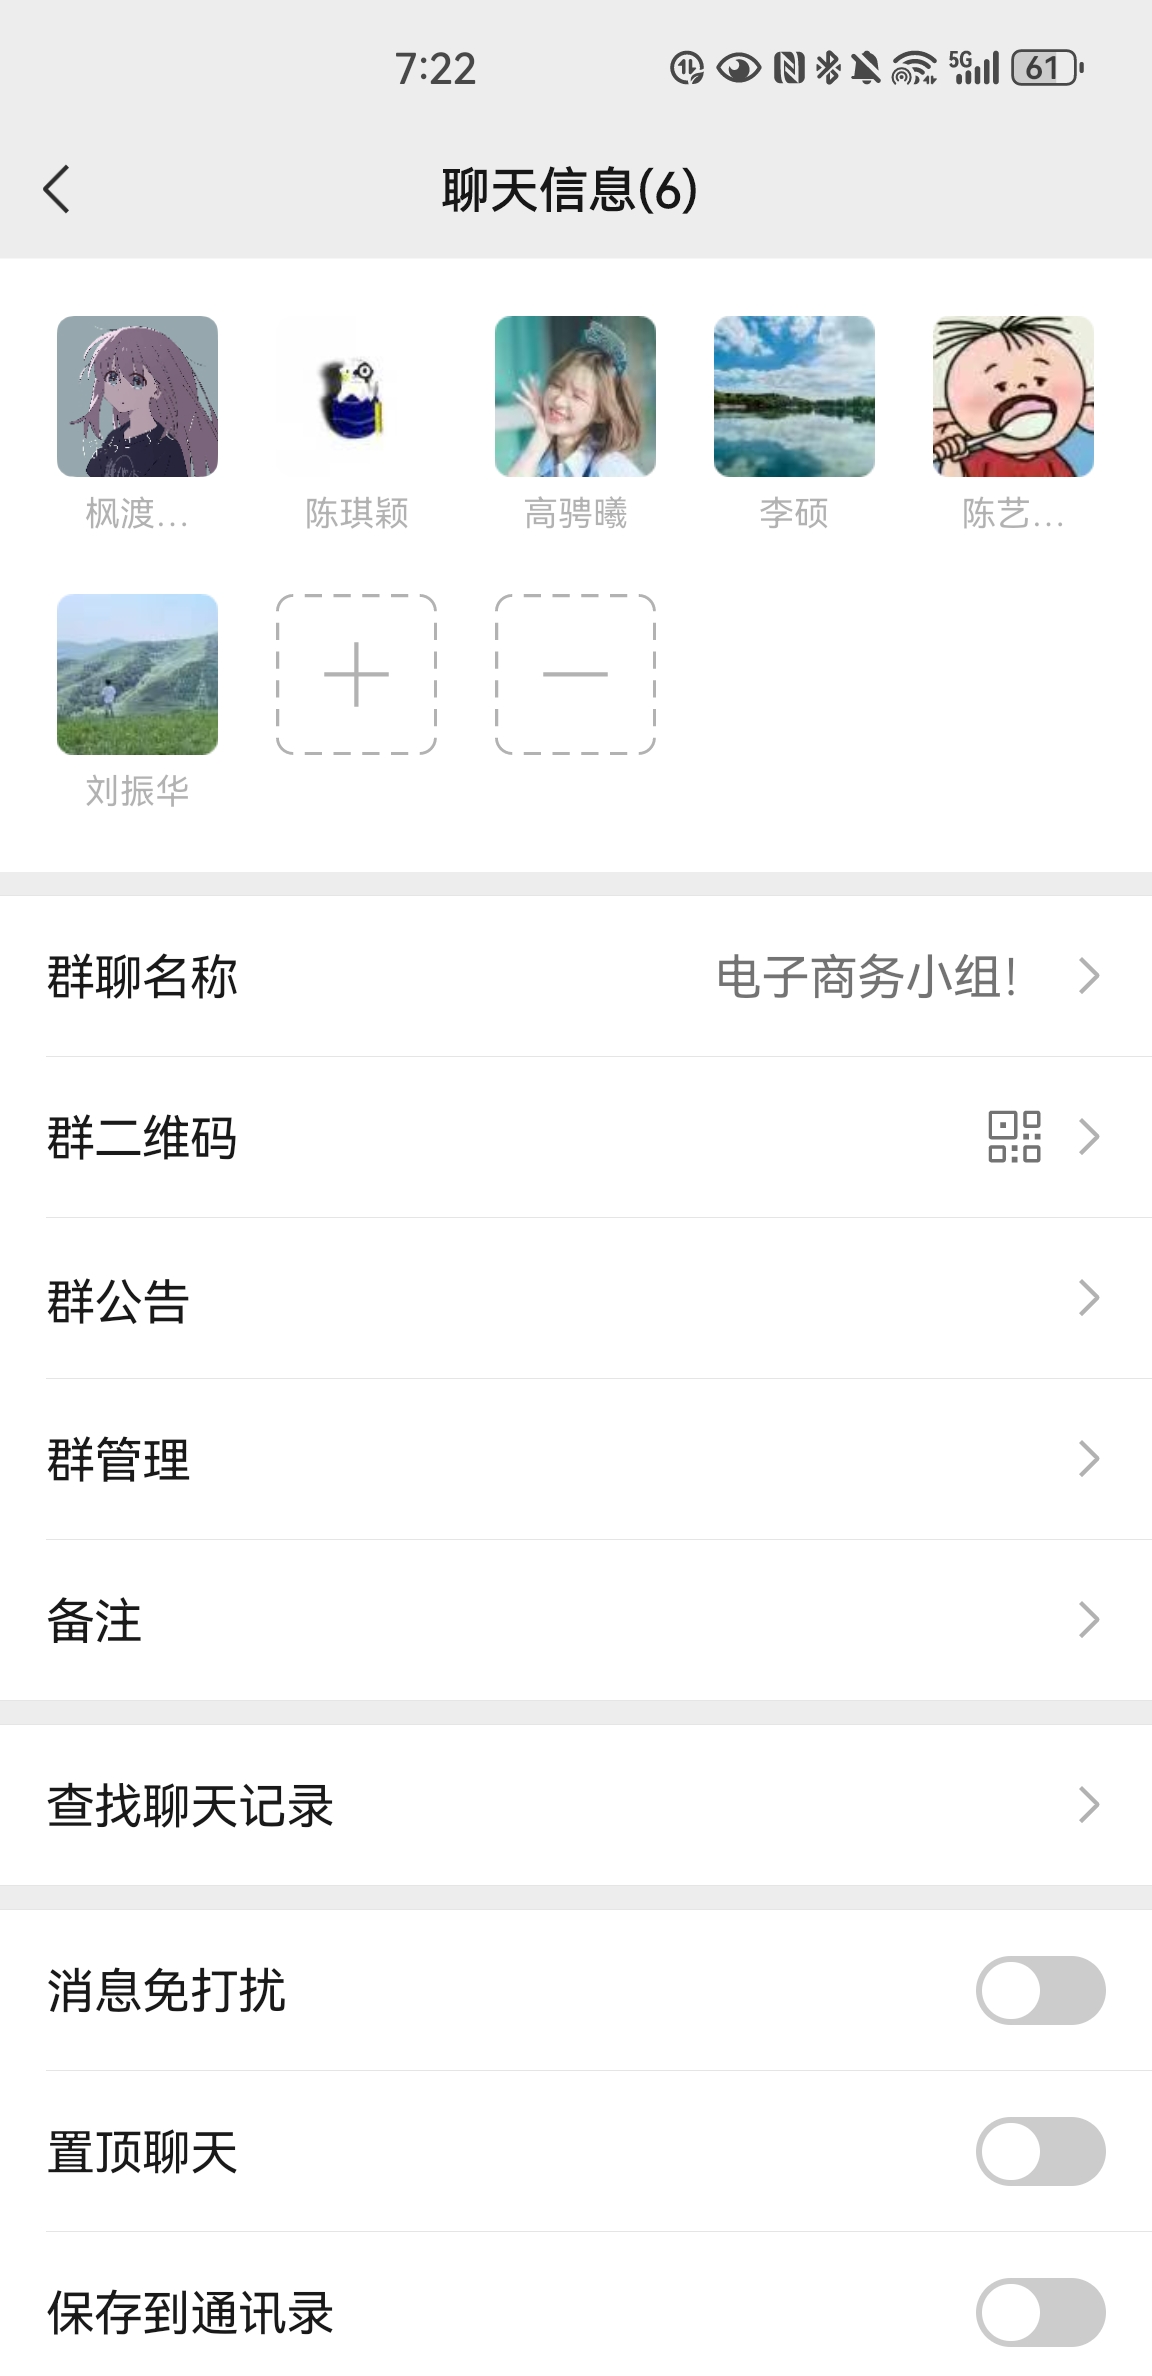 7:22
5G
61
聊天信息(6)
枫渡...
陈琪颖
高骋曦
李硕
陈艺...
刘振华
群聊名称
电子商务小组!
群二维码
群公告
群管理
备注
查找聊天记录
消息免打扰
置顶聊天
保存到通讯录